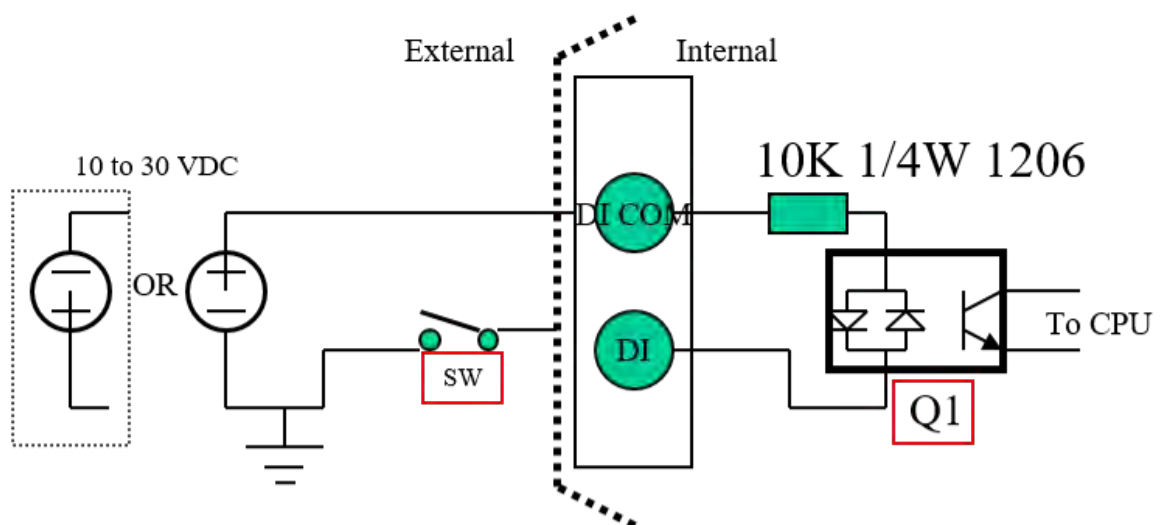 External
Internal
10 to 30 VDC
10K 1/4W 1206
OR
DI COM
SW
DI
To CPU
Q1